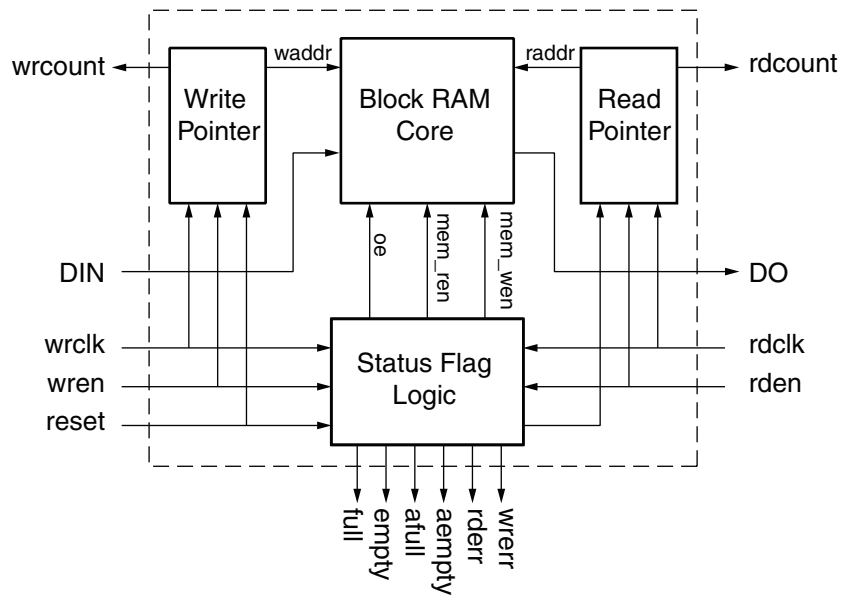 wrcount
waddr
raddr
rdcount
Write
Pointer
Block RAM
Core
Read
Pointer
oe
mem_ren
mem_wen
DIN
DO
wrclk
wren
reset
Status Flag
Logic
rdclk
rden
full
empty
afull
aempty
rderr
wrerr